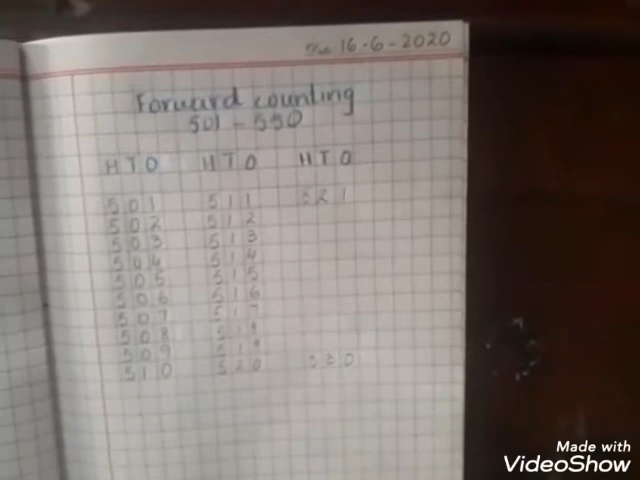 16-6-2020
Forward counting
501 - 550
H T O H T O H T O
5 0 1 5 1 1 5 2 1
5 0 2 5 1 2
5 0 3 5 1 3
5 0 4 5 1 4
5 0 5 5 1 5
5 0 6 5 1 6
5 0 7 5 1 7
5 0 8 5 1 8
5 0 9 5 1 9
5 1 0 5 2 0
Made with
VideoShow